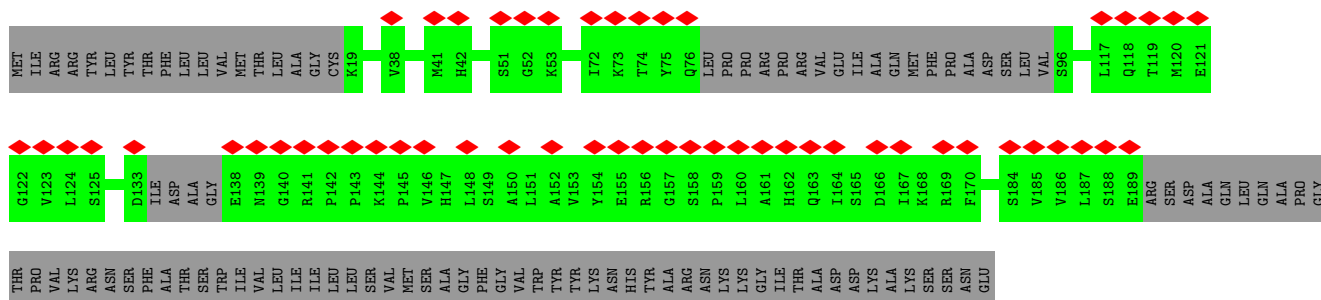 MET ILE ARG ARG TYR LEU TYR THR PHE LEU LEU VAL MET THR LEU ALA GLY CYS K19 V38 M41 H42 S51 G52 K53 I72 K73 T74 Y75 Q76 LEU PRO PRO ARG PRO ARG VAL GLU ILE ALA GLN MET PHE PRO ALA ASP SER LEU VAL S96 L117 Q118 T119 M120 E121
G122 V123 L124 S125 D133 ILE ASP ALA GLY E138 N139 G140 R141 P142 P143 K144 P145 V146 H147 L148 S149 A150 L151 A152 V153 Y154 E155 R156 G157 S158 P159 L160 A161 H162 Q163 I164 S165 D166 I167 K168 R169 F170 S184 V185 V186 L187 S188 E189 ARG SER ASP ALA GLN LEU GLN ALA PRO GLY
THR PRO VAL LYS ARG ASN SER PHE ALA THR SER TRP ILE VAL LEU ILE ILE LEU LEU SER VAL MET SER ALA GLY PHE GLY VAL TRP TYR TYR LYS ASN HIS TYR ALA ARG ASN LYS LYS GLY ILE THR ALA ASP ASP LYS ALA LYS SER SER ASN GLU